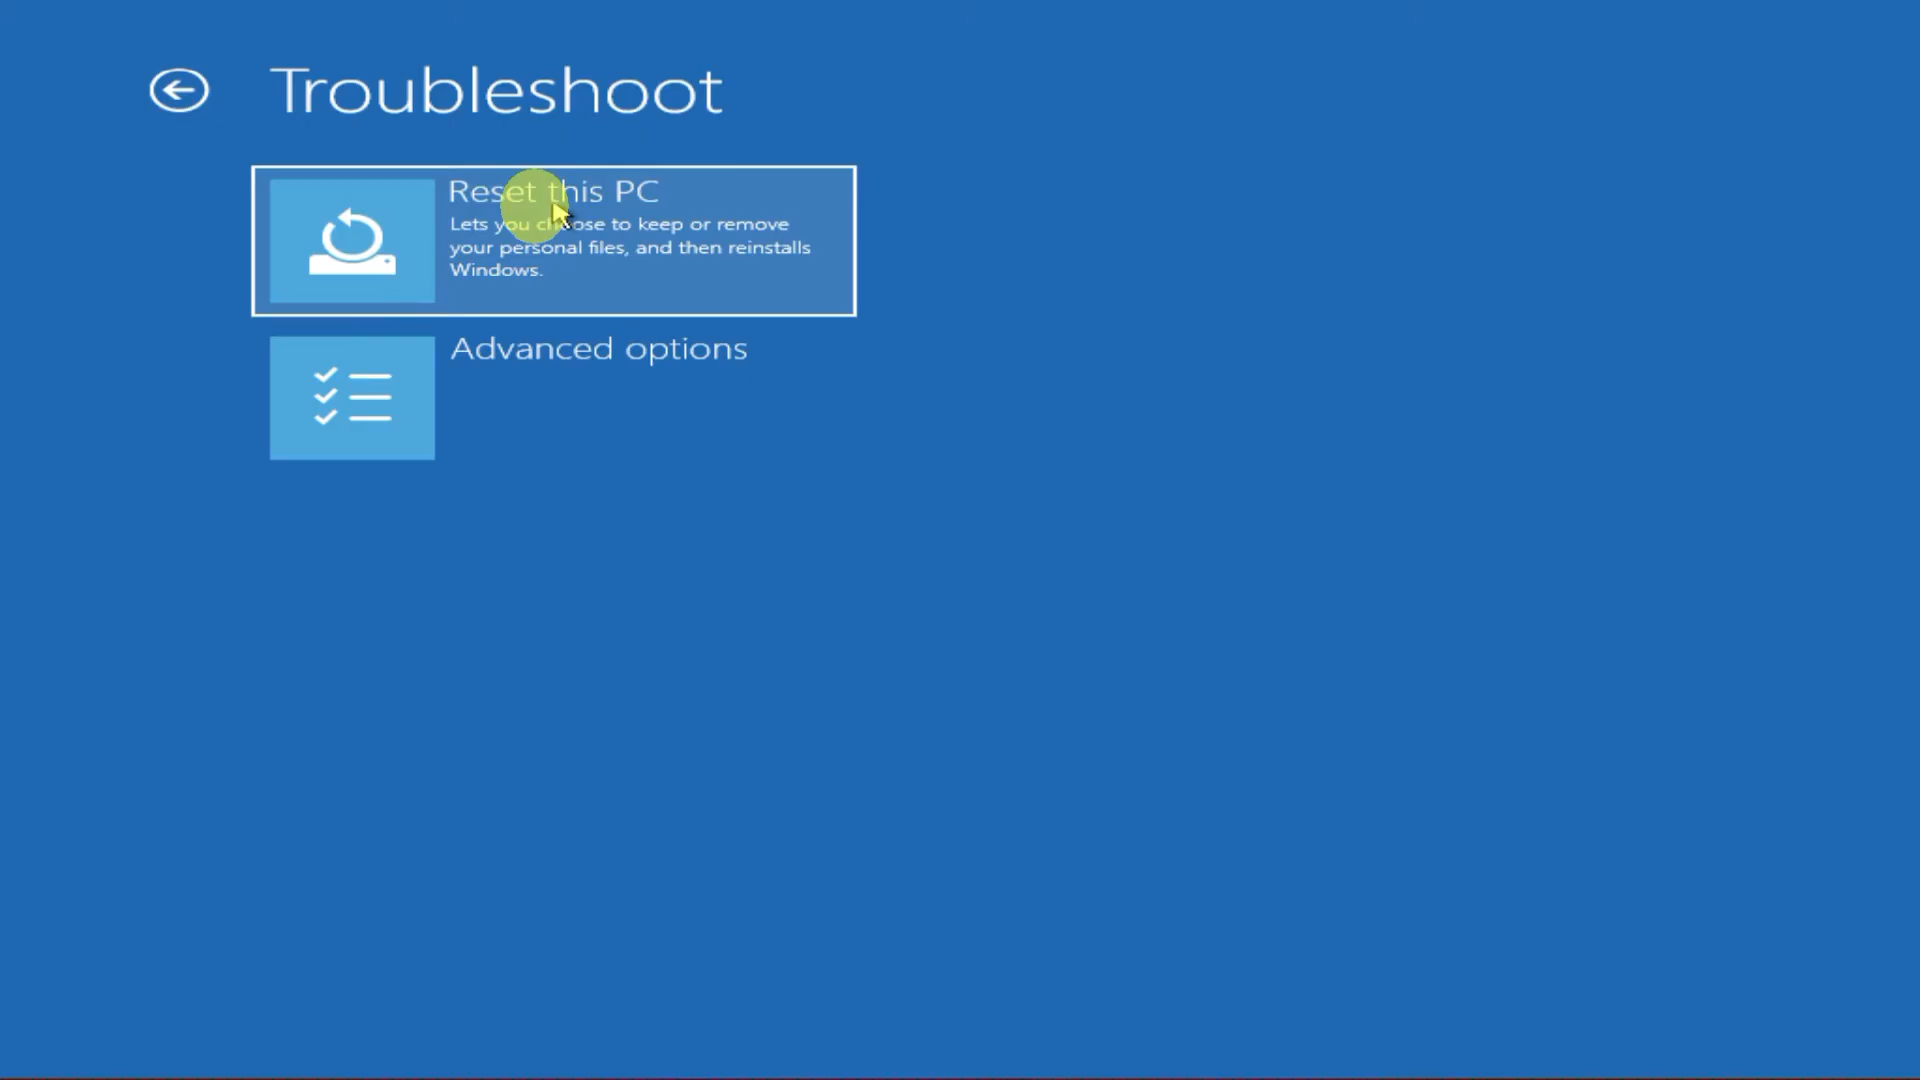 Troubleshoot
Reset this PC
Lets you choose to keep or remove
your personal files, and then reinstalls
Windows.
Advanced options